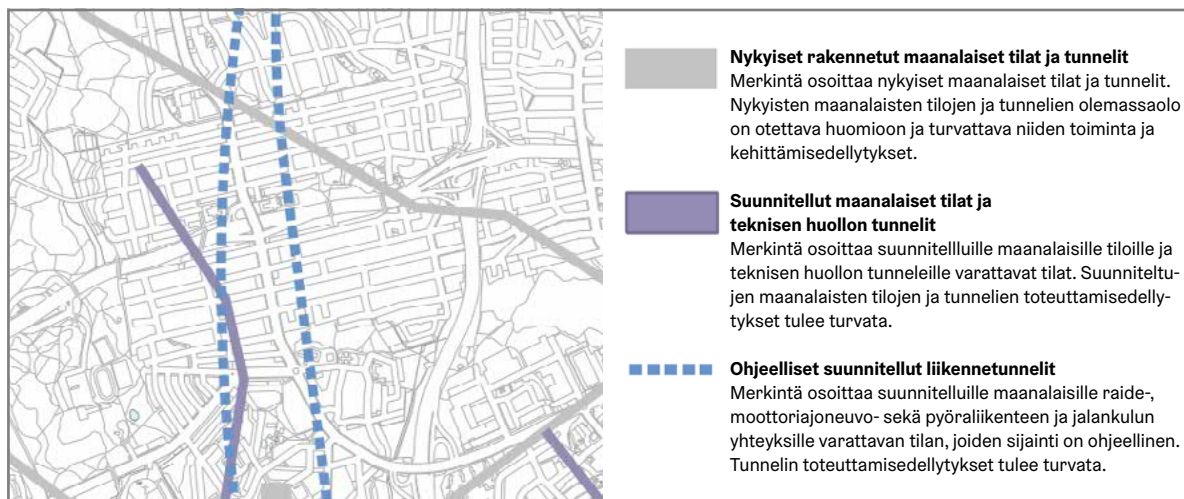 Nykyiset rakennetut maanalaiset tilat ja tunnelit
Merkintä osoittaa nykyiset maanalaiset tilat ja tunnelit.
Nykyisten maanalaisten tilojen ja tunnelien olemassaolo
on otettava huomioon ja turvattava niiden toiminta ja
kehittämisedellytykset.
Suunnitellut maanalaiset tilat ja
teknisen huollon tunnelit
Merkintä osoittaa suunnitellluille maanalaisille tiloille ja
teknisen huollon tunneleille varattavat tilat. Suunniteltu-
jen maanalaisten tilojen ja tunnelien toteuttamisedelly-
tykset tulee turvata.
Ohjeelliset suunnitellut liikennetunnelit
Merkintä osoittaa suunnitelluille maanalaisille raide-,
moottoriajoneuvo- sekä pyöraliikenteen ja jalankulun
yhteyksille varattavan tilan, joiden sijainti on ohjeellinen.
Tunnelin toteuttamisedellytykset tulee turvata.